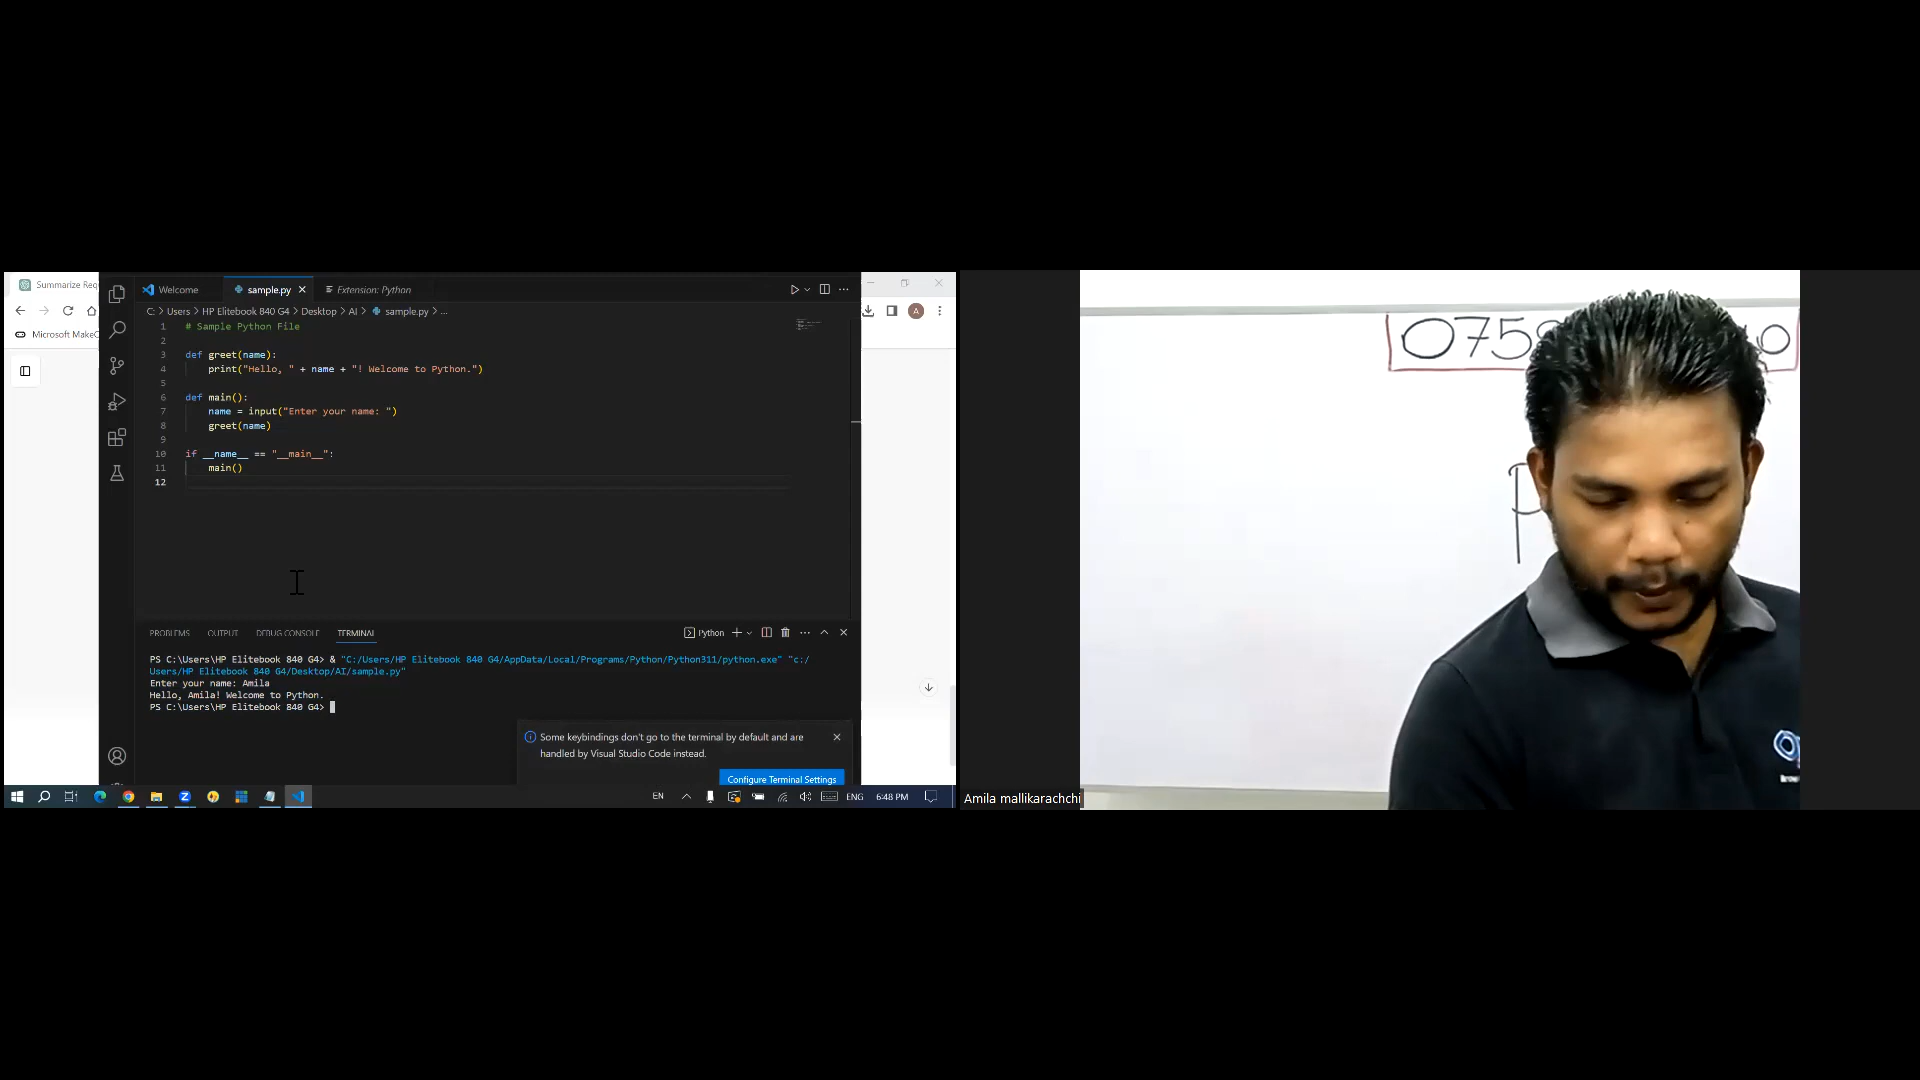 Summarize Req
Microsoft MakeC
Welcome
sample.py
Extension: Python
C: > Users > HP Elitebook 840 G4 > Desktop > AI > sample.py > ...
1 # Sample Python File
2
3 def greet(name):
4 print("Hello, " + name + "! Welcome to Python.")
5
6 def main():
7 name = input("Enter your name: ")
8 greet(name)
9
10 if __name__ == "__main__":
11 main()
12
PROBLEMS OUTPUT DEBUG CONSOLE TERMINAL
Python
PS C:\Users\HP Elitebook 840 G4> & "C:/Users/HP Elitebook 840 G4/AppData/Local/Programs/Python/Python311/python.exe" "c:/
Users/HP Elitebook 840 G4/Desktop/AI/sample.py"
Enter your name: Amila
Hello, Amila! Welcome to Python.
PS C:\Users\HP Elitebook 840 G4>
Some keybindings don't go to the terminal by default and are
handled by Visual Studio Code instead.
Configure Terminal Settings
EN
ENG
6:48 PM
A
075
0
P
Amila mallikarachchi